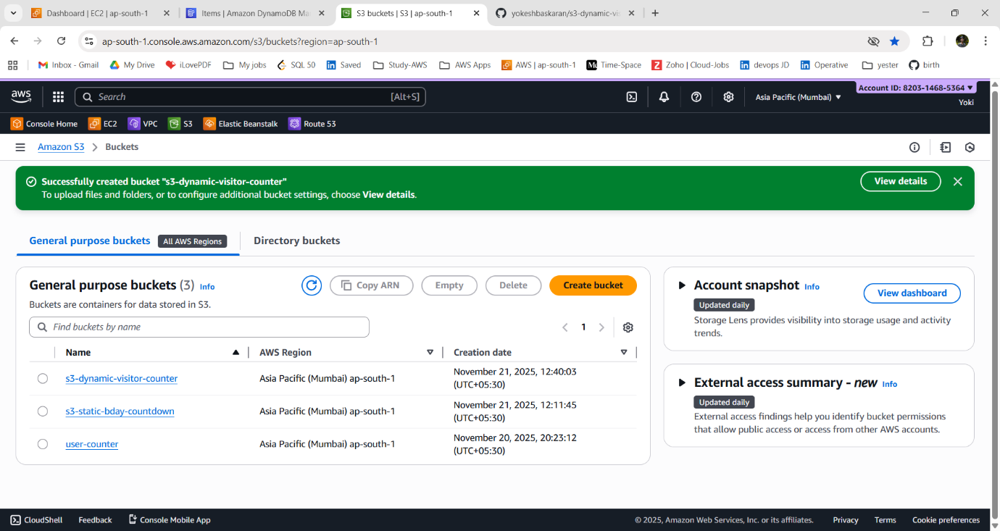 Dashboard | EC2 | ap-south-1
Items | Amazon DynamoDB Ma
S3 buckets | S3 | ap-south-1
yokeshbaskaran/s3-dynamic-vi
ap-south-1.console.aws.amazon.com/s3/buckets?region=ap-south-1
Inbox - Gmail
My Drive
iLovePDF
My jobs
SQL 50
Saved
Study-AWS
AWS Apps
AWS | ap-south-1
Time-Space
Zoho | Cloud-Jobs
devops JD
Operative
yester
birth
aws
Search
[Alt+S]
Asia Pacific (Mumbai)
Account ID: 8203-1468-5364
Yoki
Console Home
EC2
VPC
S3
Elastic Beanstalk
Route 53
Amazon S3
Buckets
Successfully created bucket "s3-dynamic-visitor-counter"
To upload files and folders, or to configure additional bucket settings, choose View details.
View details
General purpose buckets
All AWS Regions
Directory buckets
General purpose buckets (3) Info
Copy ARN
Empty
Delete
Create bucket
Buckets are containers for data stored in S3.
Find buckets by name
1
Name
AWS Region
Creation date
s3-dynamic-visitor-counter
Asia Pacific (Mumbai) ap-south-1
November 21, 2025, 12:40:03
(UTC+05:30)
s3-static-bday-countdown
Asia Pacific (Mumbai) ap-south-1
November 21, 2025, 12:11:45
(UTC+05:30)
user-counter
Asia Pacific (Mumbai) ap-south-1
November 20, 2025, 20:23:12
(UTC+05:30)
Account snapshot Info
View dashboard
Updated daily
Storage Lens provides visibility into storage usage and activity
trends.
External access summary - new Info
Updated daily
External access findings help you identify bucket permissions
that allow public access or access from other AWS accounts.
CloudShell
Feedback
Console Mobile App
© 2025, Amazon Web Services, Inc. or its affiliates.
Privacy
Terms
Cookie preferences